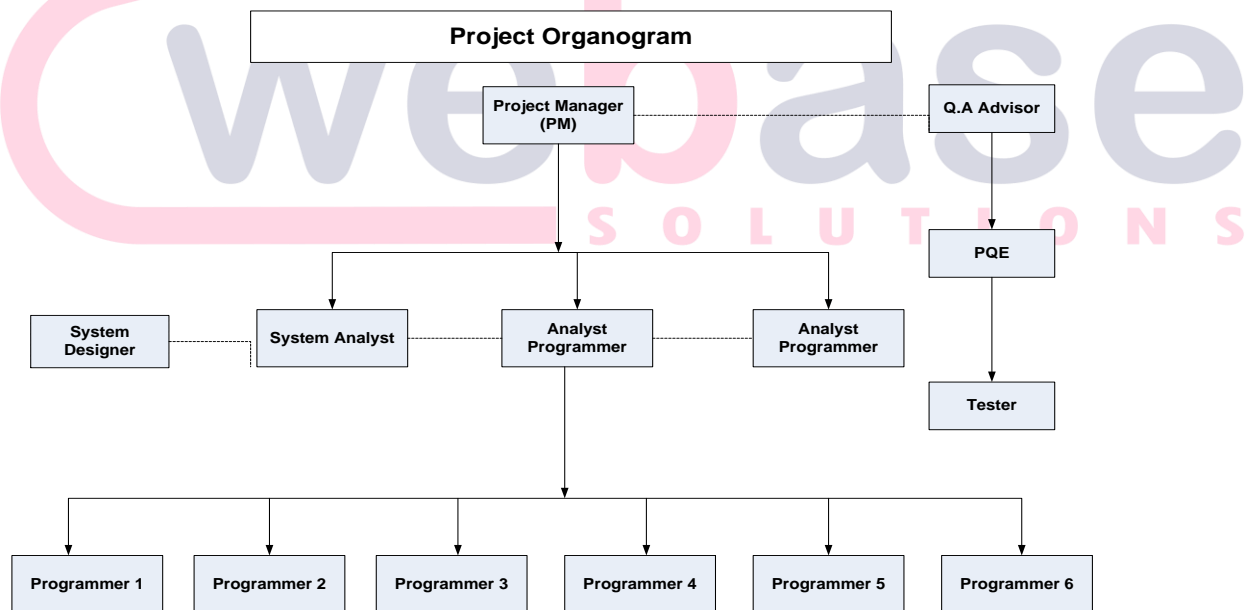 Project Organogram
webase
SOLUTIONS
Project Manager
(PM)
Q.A Advisor
PQE
System
Designer
System Analyst
Analyst
Programmer
Analyst
Programmer
Tester
Programmer 1
Programmer 2
Programmer 3
Programmer 4
Programmer 5
Programmer 6